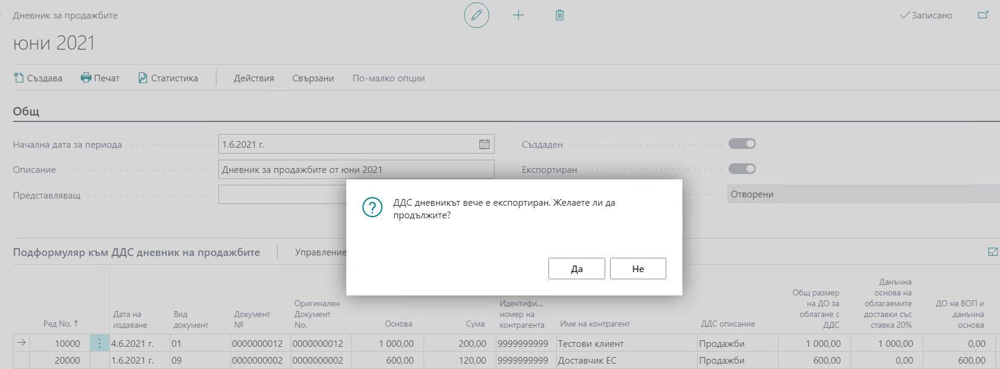 Дневник за продажбите
Записано
юни 2021
Създава Печат Статистика Действия Свързани По-малко опции
Общ
Начална дата за периода 1.6.2021 г. Създаден
Описание Дневник за продажбите от юни 2021 Експортиран
Представляващ Отворени
? ДДС дневникът вече е експортиран. Желаете ли да
продължите?
Да Не
Подформуляр към ДДС дневник на продажбите Управление
Ред No. ↑
Дата на
издаване
Вид
документ
Документ
№
Оригинален
Документ
No.
Основа
Сума
Идентифи...
номер на
контрагента
Име на контрагент
ДДС описание
Общ размер
на ДО за
облагане с
ДДС
Данъчна
основа на
облагаемите
доставки със
ставка 20%
ДО на ВОП и
данъчна
основа
10000 4.6.2021 г. 01 0000000012 0000000012 1 000,00 200,00 9999999999 Тестови клиент Продажби 1 000,00 1 000,00 0,00
20000 1.6.2021 г. 09 0000000002 0000000002 600,00 120,00 9999999999 Доставчик ЕС Продажби 600,00 0,00 600,00